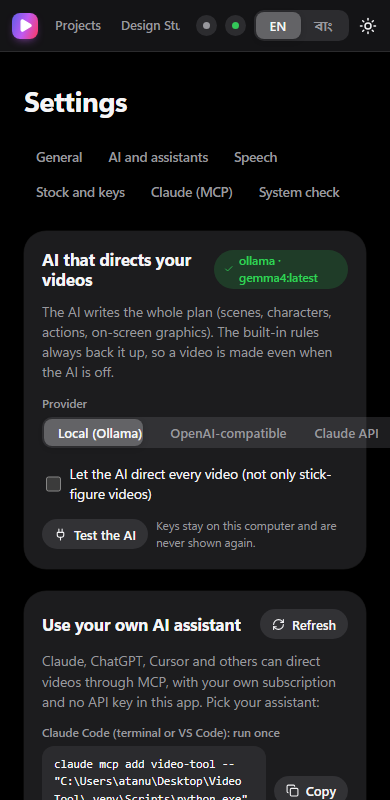 Projects
Design Stu
EN
বাং
Settings
General
AI and assistants
Speech
Stock and keys
Claude (MCP)
System check
AI that directs your
videos
ollama ·
gemma4:latest
The AI writes the whole plan (scenes, characters,
actions, on-screen graphics). The built-in rules
always back it up, so a video is made even when
the AI is off.
Provider
Local (Ollama)
OpenAI-compatible
Claude API
Let the AI direct every video (not only stick-
figure videos)
Test the AI
Keys stay on this computer and are
never shown again.
Use your own AI assistant
Refresh
Claude, ChatGPT, Cursor and others can direct
videos through MCP, with your own subscription
and no API key in this app. Pick your assistant:
Claude Code (terminal or VS Code): run once
claude mcp add video-tool --
"C:\Users\atanu\Desktop\Video
Tool\.venv\Scripts\python.exe"
Copy